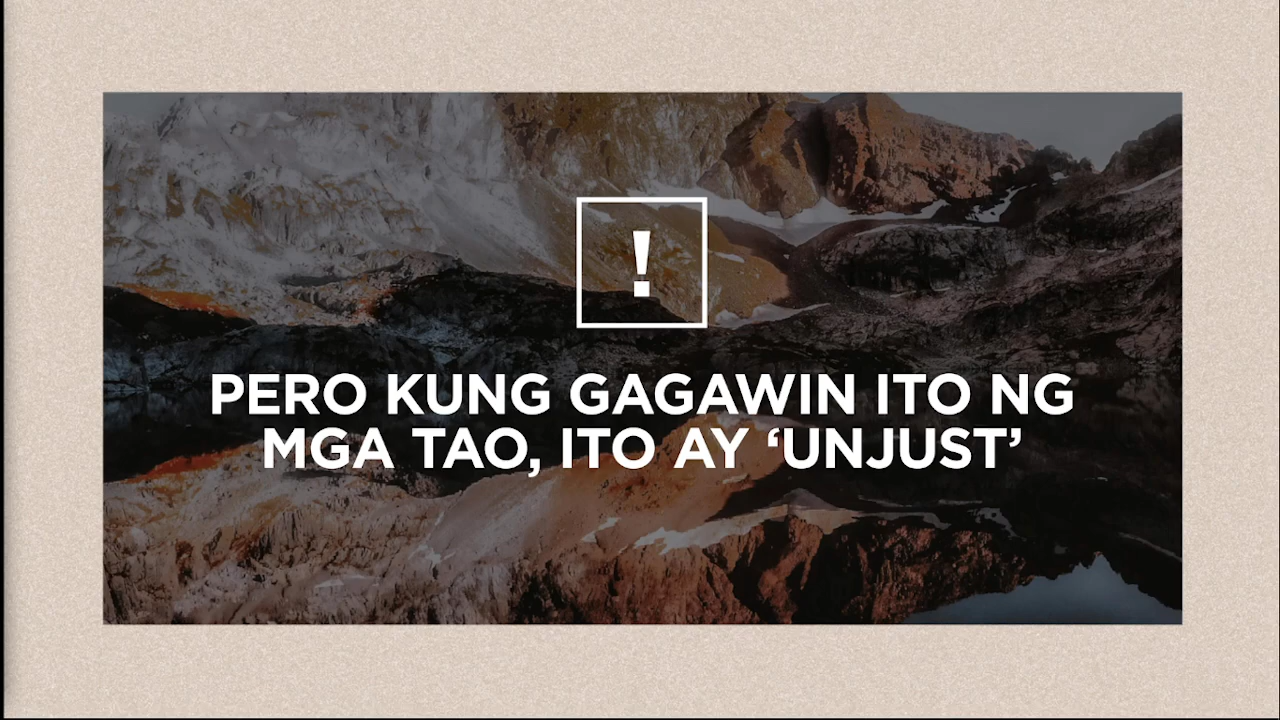 !
PERO KUNG GAGAWIN ITO NG
MGA TAO, ITO AY ‘UNJUST’